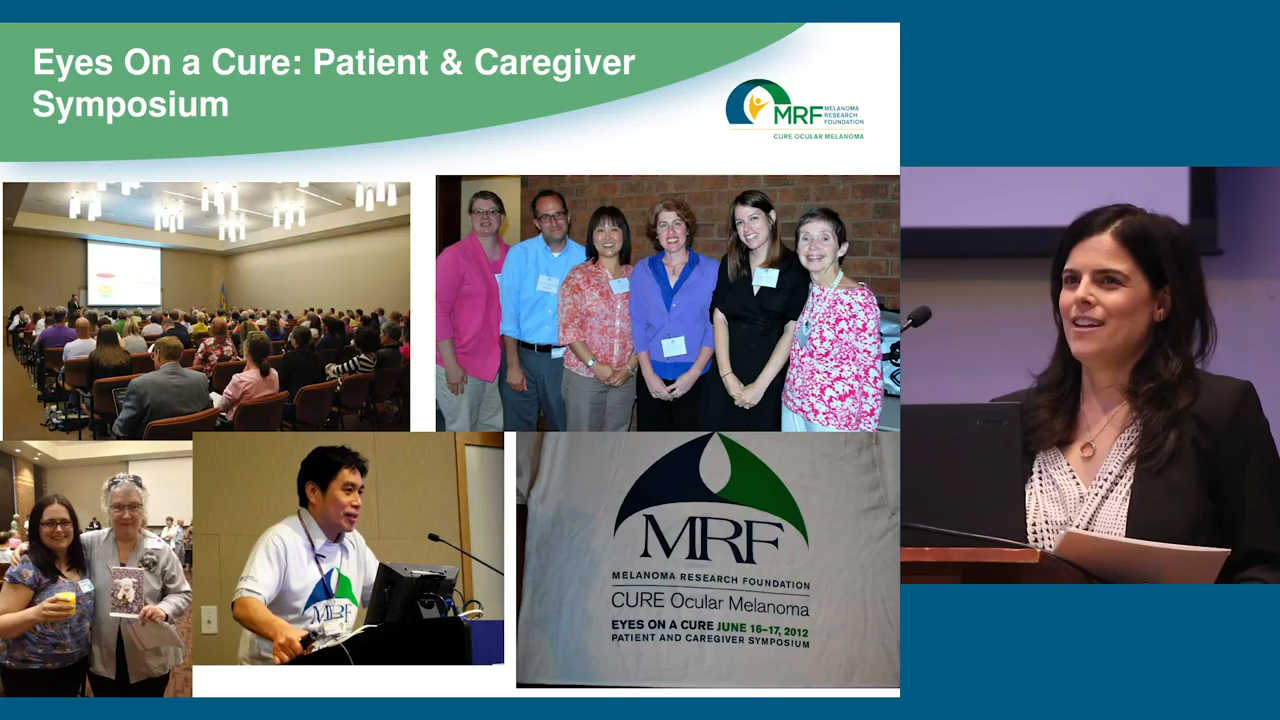 Eyes On a Cure: Patient & Caregiver
Symposium
MRF MELANOMA
RESEARCH
FOUNDATION
CURE OCULAR MELANOMA
MRF
MRF
MELANOMA RESEARCH FOUNDATION
CURE Ocular Melanoma
EYES ON A CURE JUNE 16–17, 2012
PATIENT AND CAREGIVER SYMPOSIUM